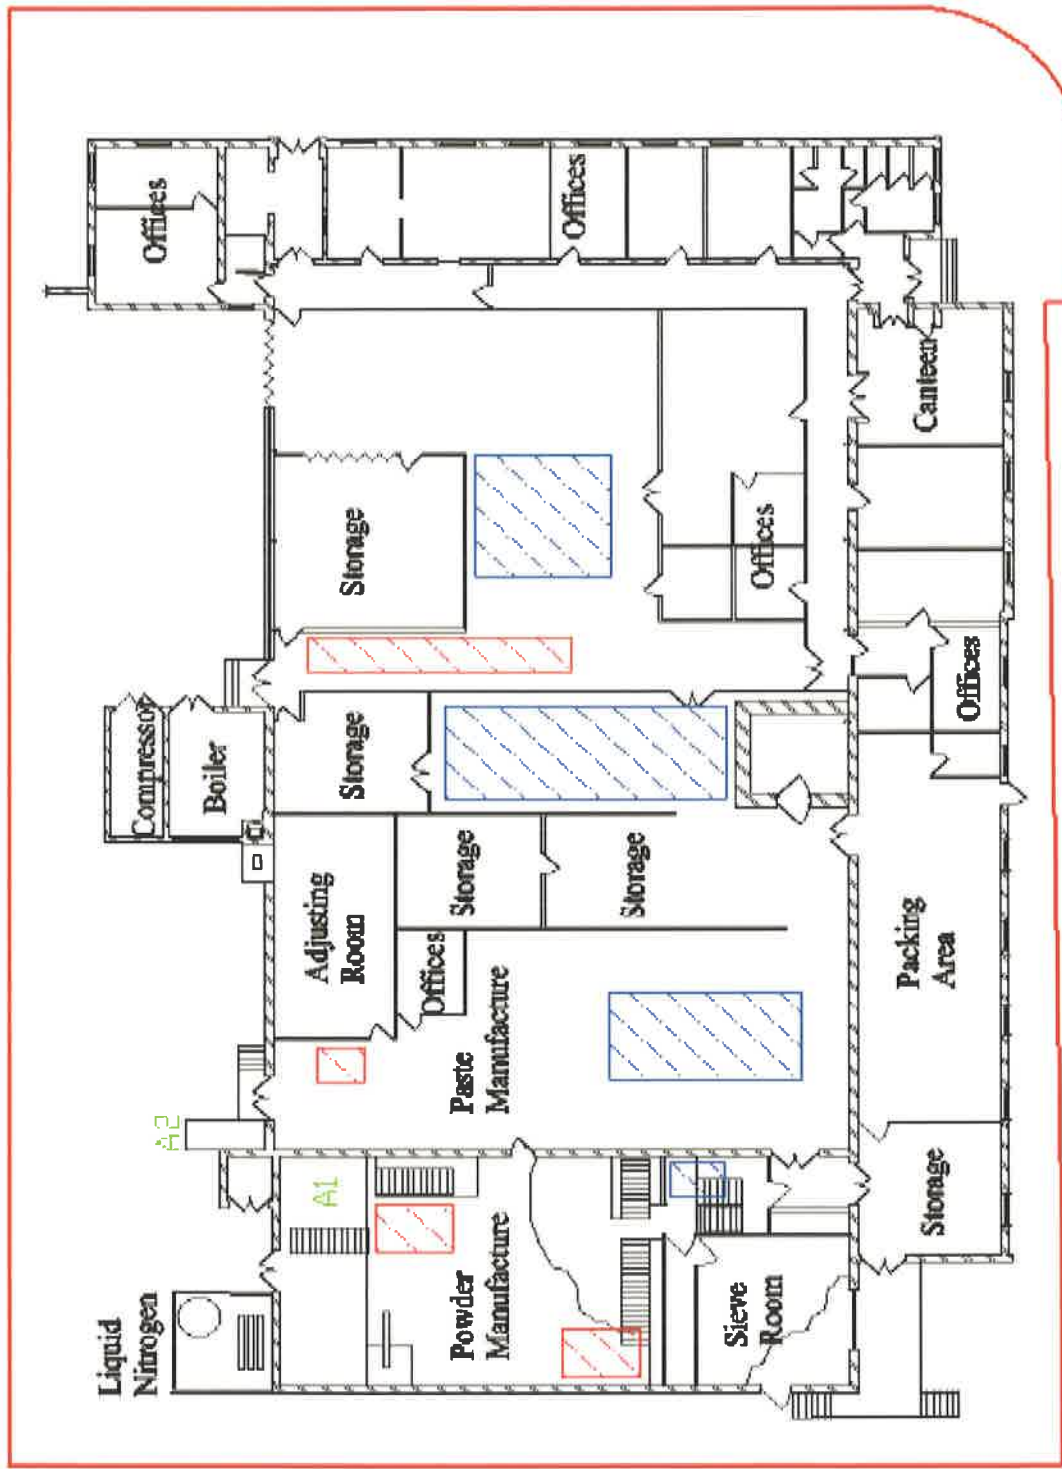 Liquid
Nitrogen
A2
A1
Powder
Manufacture
Sieve
Room
Storage
Paste
Manufacture
Adjusting
Room
Offices
Storage
Storage
Packing
Area
Compressor
Boiler
Storage
Storage
Offices
Offices
Canteen
Offices
Offices